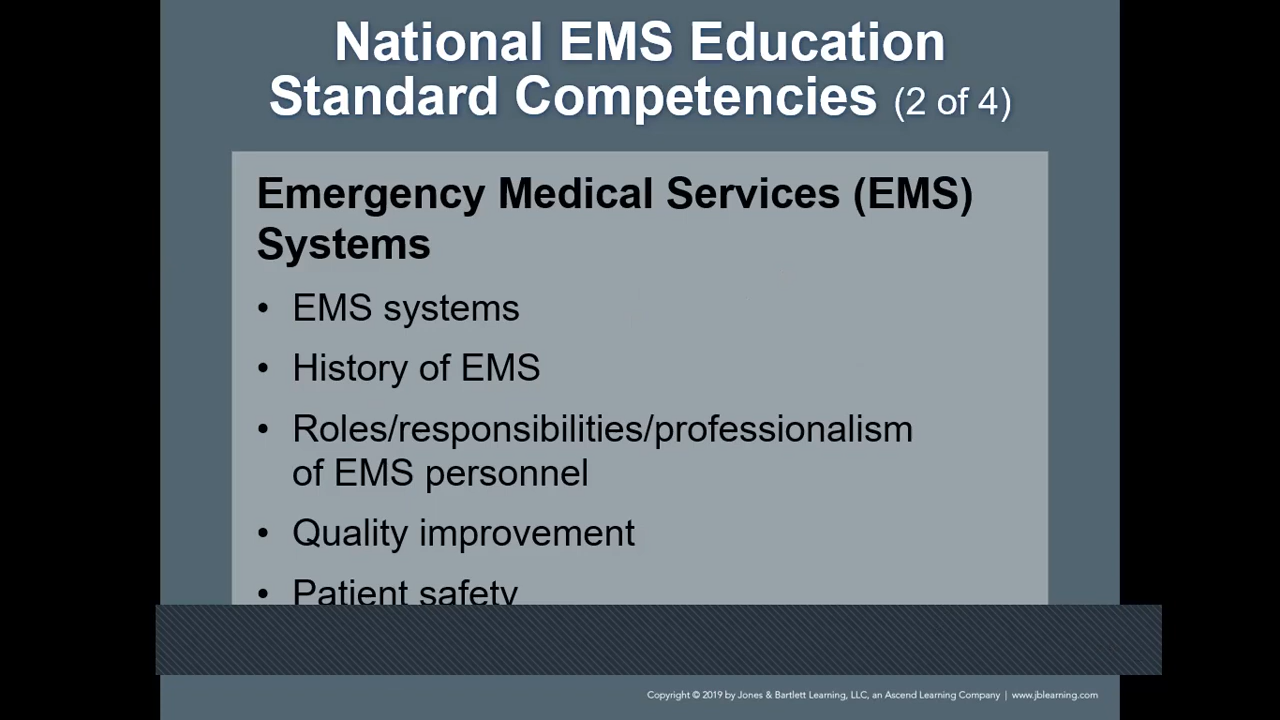 National EMS Education
Standard Competencies (2 of 4)
Emergency Medical Services (EMS)
Systems
• EMS systems
• History of EMS
• Roles/responsibilities/professionalism
of EMS personnel
• Quality improvement
• Patient safety
Copyright © 2019 by Jones & Bartlett Learning, LLC, an Ascend Learning Company | www.jblearning.com